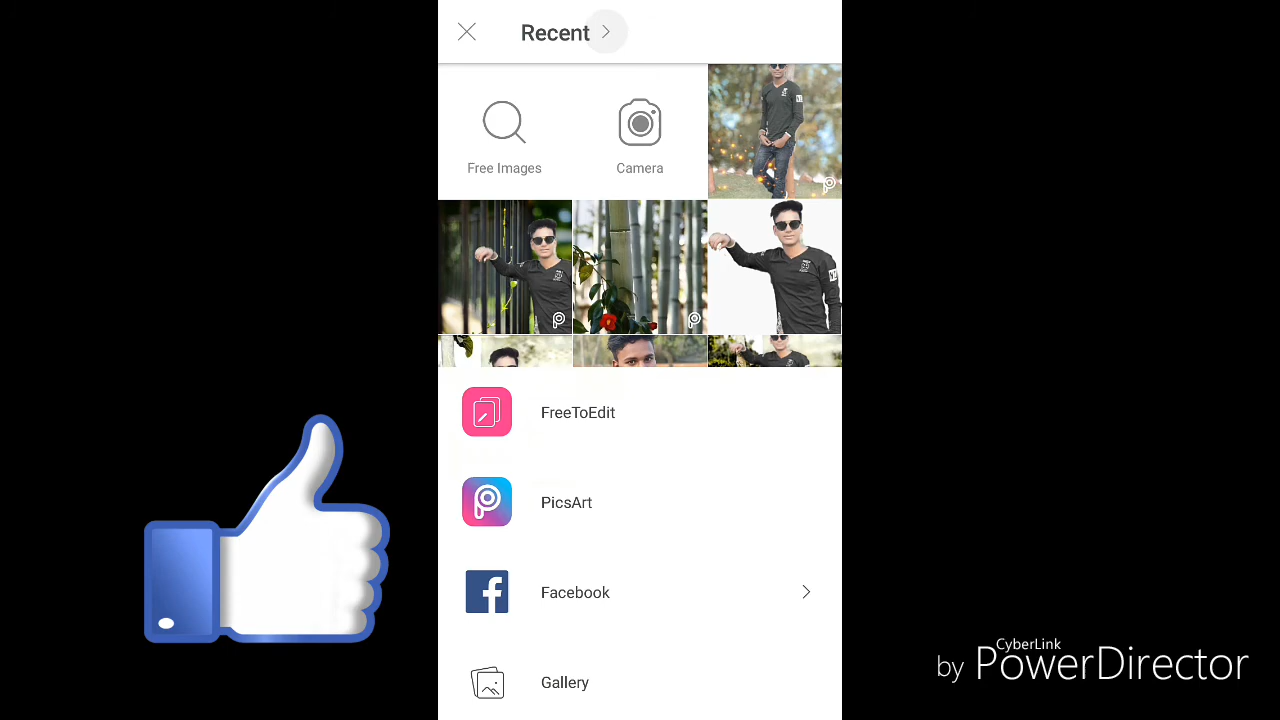 Recent
Free Images
Camera
FreeToEdit
PicsArt
Facebook
Gallery
CyberLink
by PowerDirector